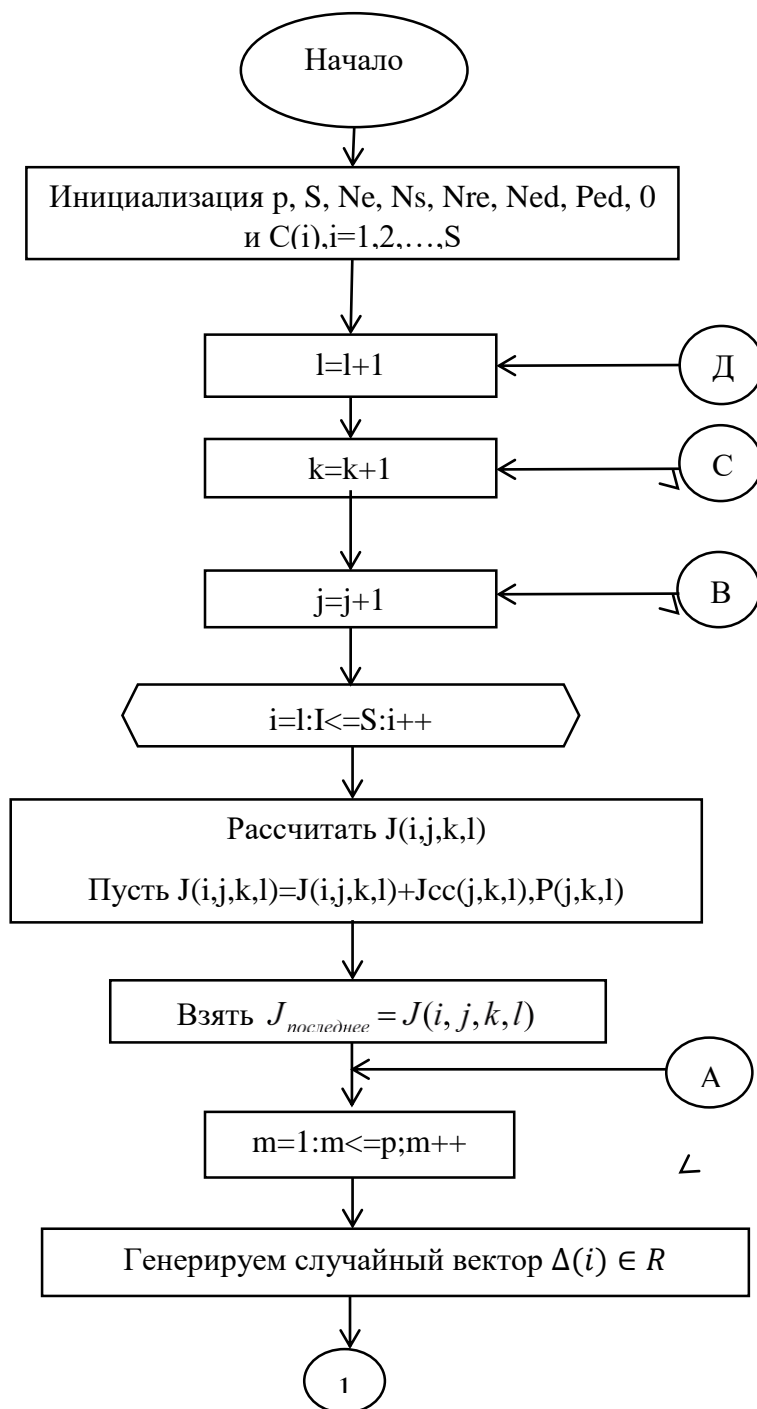 Начало
Инициализация p, S, Ne, Ns, Nre, Ned, Ped, 0
и C(i),i=1,2,…,S
l=l+1
Д
k=k+1
С
j=j+1
В
i=l:I<=S:i++
Рассчитать J(i,j,k,l)
Пусть J(i,j,k,l)=J(i,j,k,l)+Jcc(j,k,l),P(j,k,l)
Взять J последнее = J(i, j, k, l)
А
m=1:m<=p;m++
Генерируем случайный вектор Δ(i) ∈ R
1